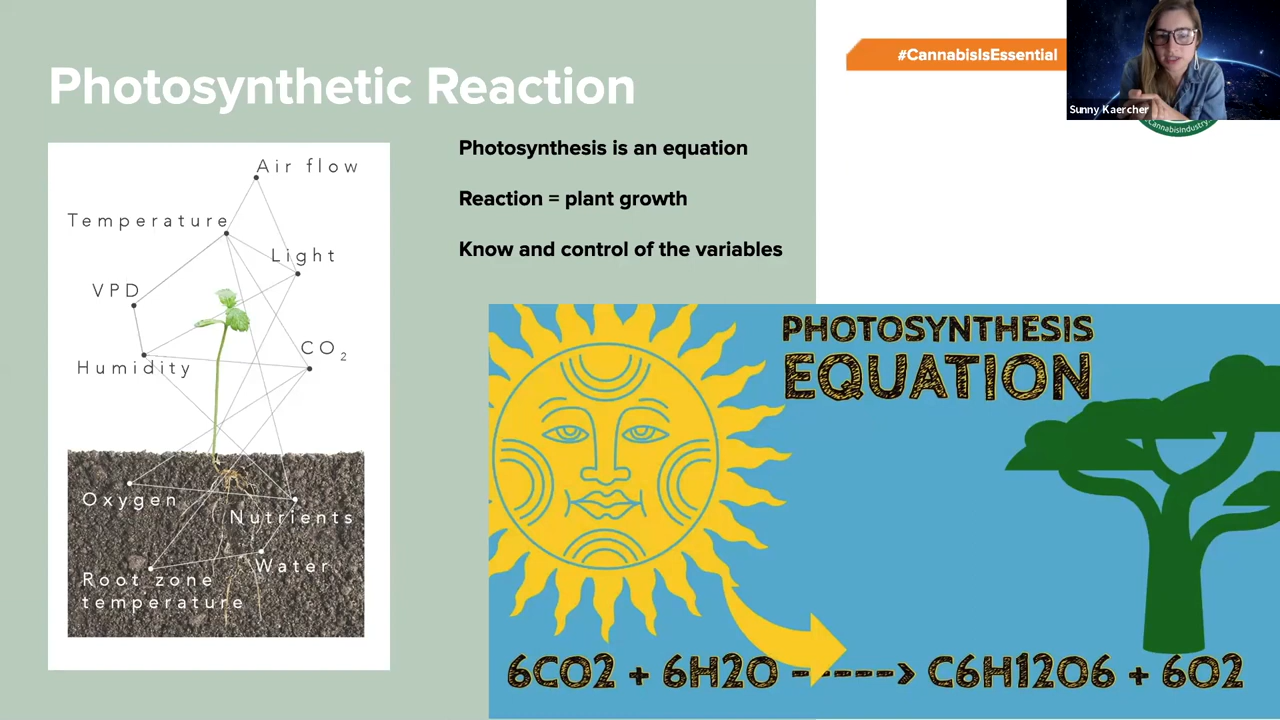 #CannabisIsEssential
Sunny Kaercher
CannabisIndustry
Photosynthetic Reaction
Photosynthesis is an equation
Reaction = plant growth
Know and control of the variables
Air flow
Temperature
Light
VPD
CO2
Humidity
Oxygen
Nutrients
Water
Root zone
temperature
PHOTOSYNTHESIS
EQUATION
6CO2 + 6H2O -----> C6H12O6 + 6O2